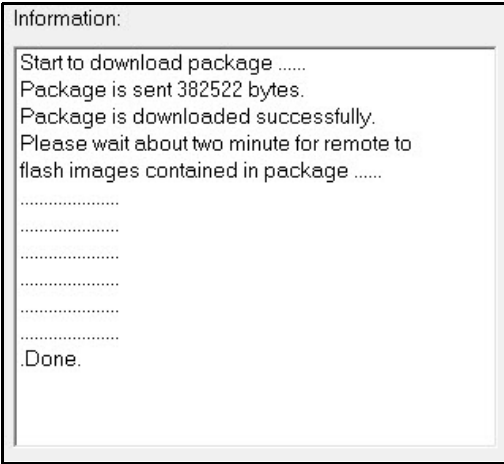 Information:
Start to download package ......
Package is sent 382522 bytes.
Package is downloaded successfully.
Please wait about two minute for remote to
flash images contained in package ......
.....................
.....................
.....................
.....................
.....................
.....................
.Done.